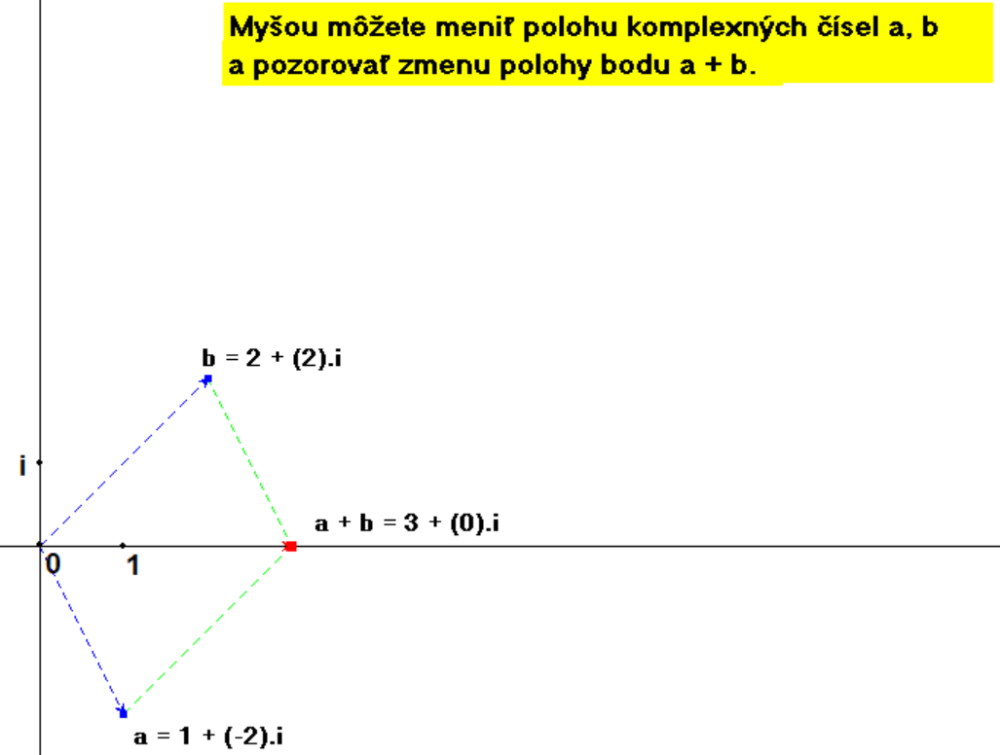 Myšou môžete meniť polohu komplexných čísel a, b
a pozorovať zmenu polohy bodu a + b.
b = 2 + (2).i
i
a + b = 3 + (0).i
0
1
a = 1 + (-2).i